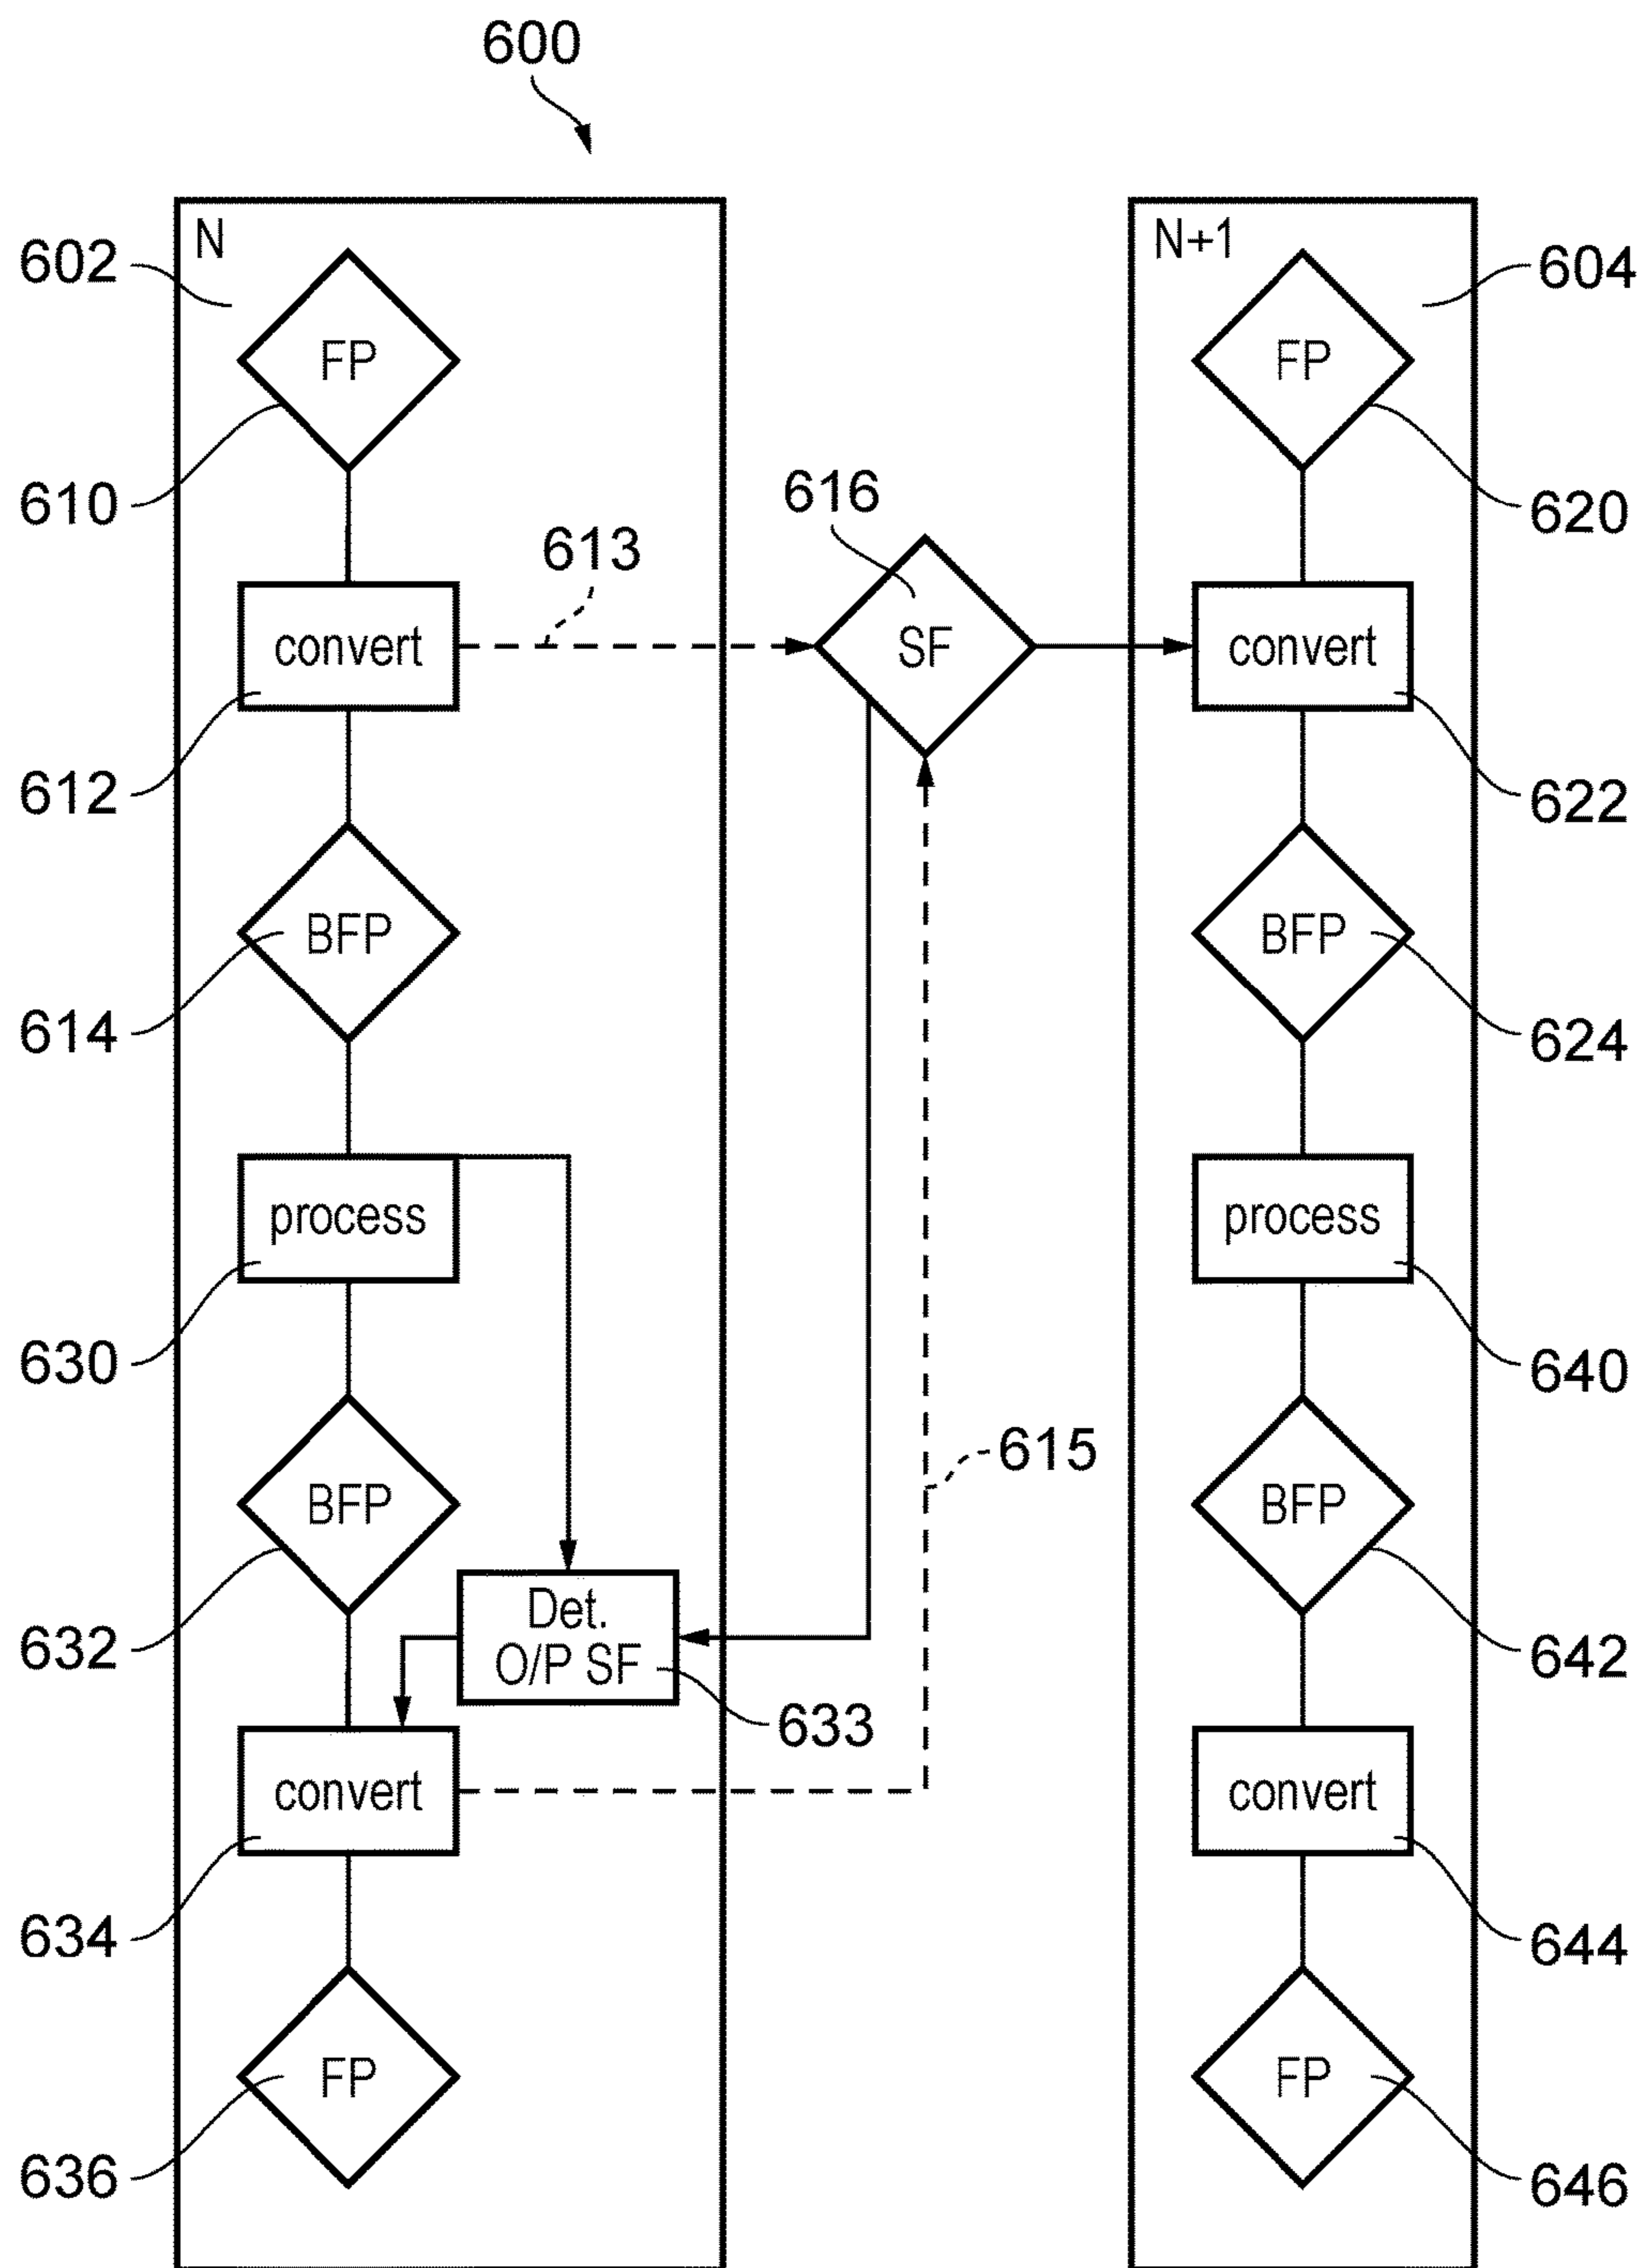 600
N
N+1
602
604
FP
FP
610
620
616
613
convert
SF
convert
612
622
BFP
BFP
614
624
process
process
630
640
615
BFP
BFP
Det.
O/P SF
632
642
633
convert
convert
634
644
FP
FP
636
646